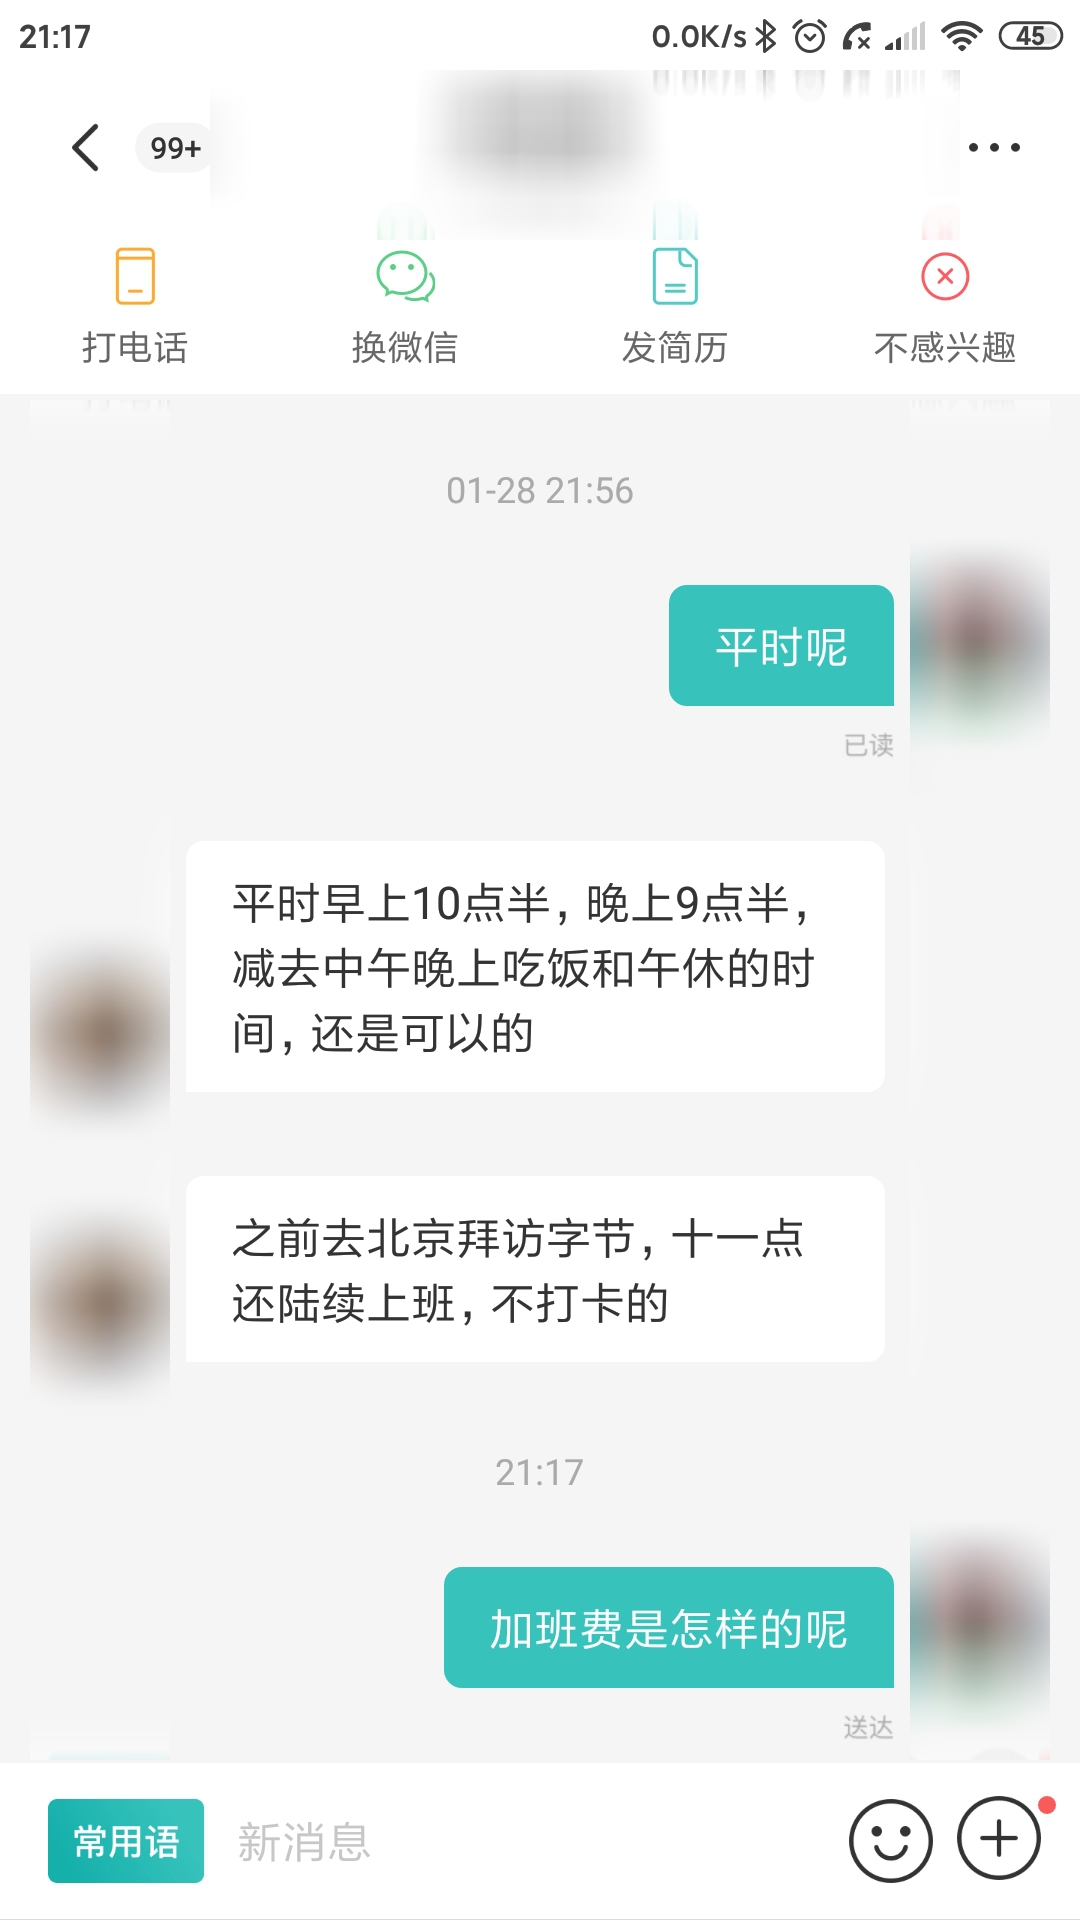 21:17
0.0K/s
45
99+
打电话
换微信
发简历
不感兴趣
01-28 21:56
平时呢
已读
平时早上10点半，晚上9点半，
减去中午晚上吃饭和午休的时
间，还是可以的
之前去北京拜访字节，十一点
还陆续上班，不打卡的
21:17
加班费是怎样的呢
送达
常用语
新消息